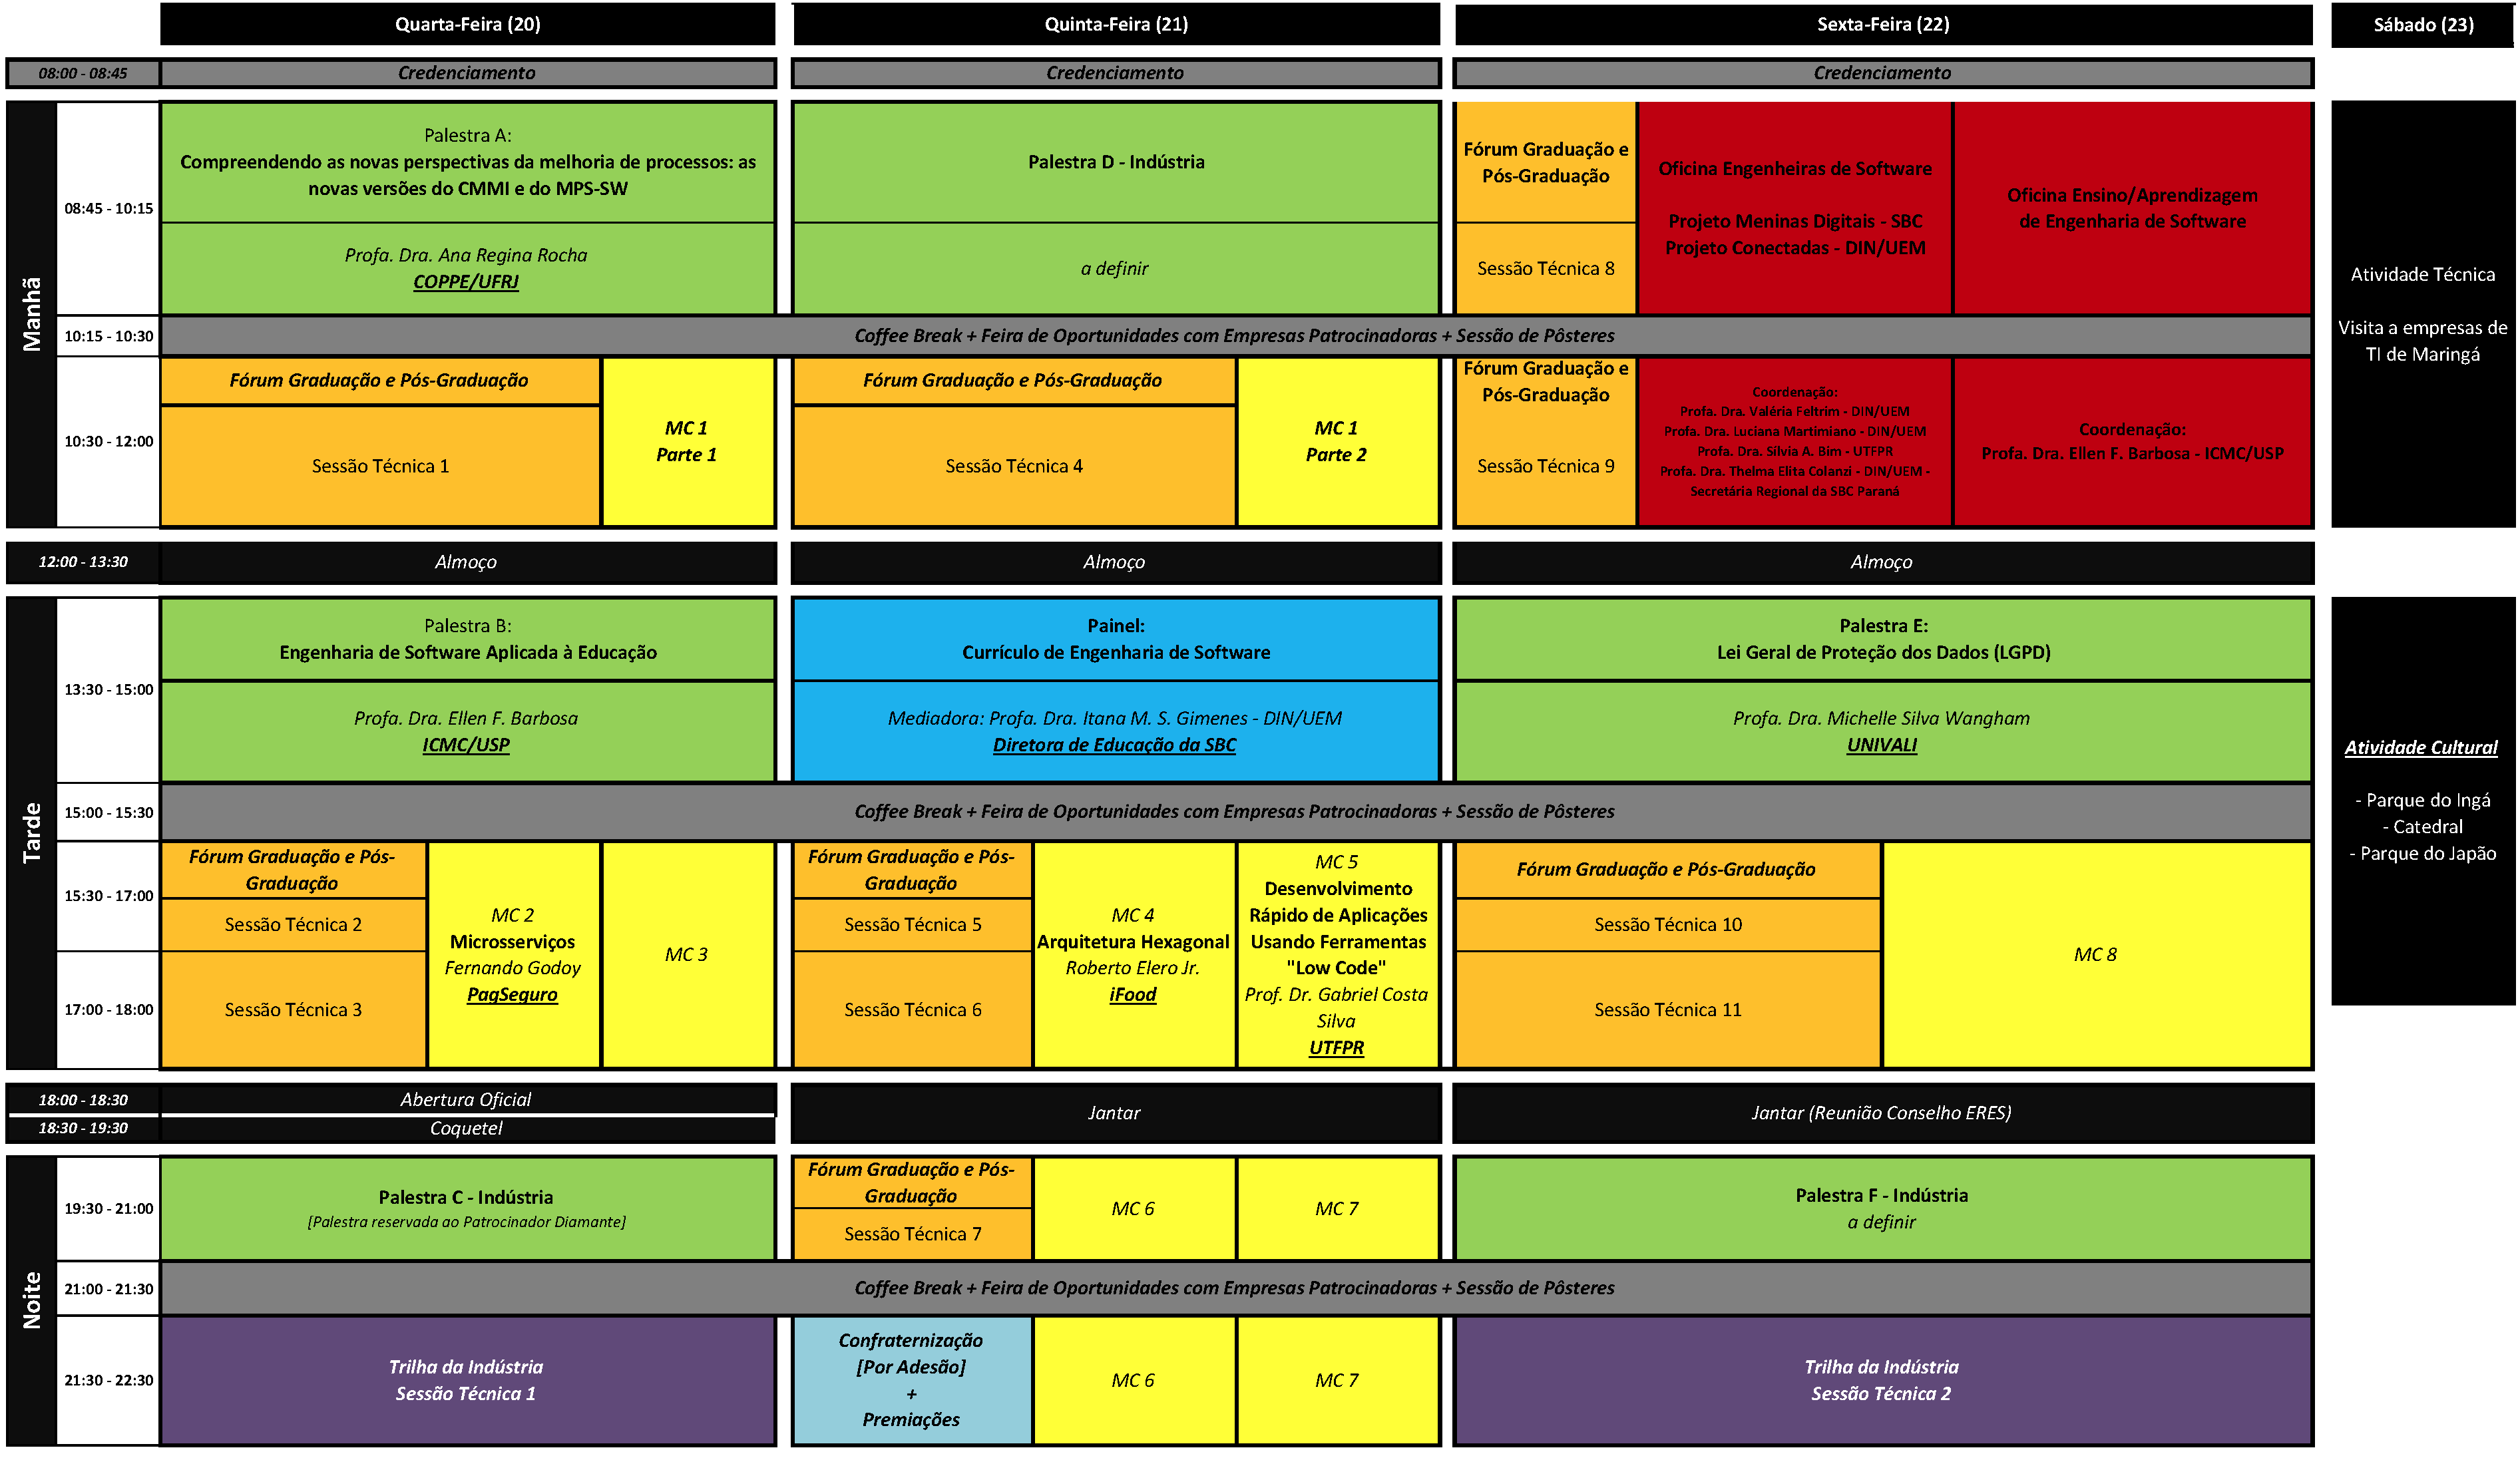 Quarta-Feira (20)
Quinta-Feira (21)
Sexta-Feira (22)
Sábado (23)
08:00 - 08:45
Credenciamento
Credenciamento
Credenciamento
Manhã
08:45 - 10:15
Palestra A:
Compreendendo as novas perspectivas da melhoria de processos: as
novas versões do CMMI e do MPS-SW
Profa. Dra. Ana Regina Rocha
COPPE/UFRJ
Palestra D - Indústria
a definir
Fórum Graduação e
Pós-Graduação
Sessão Técnica 8
Oficina Engenheiras de Software
Projeto Meninas Digitais - SBC
Projeto Conectadas - DIN/UEM
Oficina Ensino/Aprendizagem
de Engenharia de Software
Atividade Técnica
Visita a empresas de
TI de Maringá
10:15 - 10:30
Coffee Break + Feira de Oportunidades com Empresas Patrocinadoras + Sessão de Pôsteres
10:30 - 12:00
Fórum Graduação e Pós-Graduação
Sessão Técnica 1
MC 1
Parte 1
Fórum Graduação e Pós-Graduação
Sessão Técnica 4
MC 1
Parte 2
Fórum Graduação e
Pós-Graduação
Sessão Técnica 9
Coordenação:
Profa. Dra. Valéria Feltrim - DIN/UEM
Profa. Dra. Luciana Martimiano - DIN/UEM
Profa. Dra. Sílvia A. Bim - UTFPR
Profa. Dra. Thelma Elita Colanzi - DIN/UEM -
Secretária Regional da SBC Paraná
Coordenação:
Profa. Dra. Ellen F. Barbosa - ICMC/USP
12:00 - 13:30
Almoço
Almoço
Almoço
Tarde
13:30 - 15:00
Palestra B:
Engenharia de Software Aplicada à Educação
Profa. Dra. Ellen F. Barbosa
ICMC/USP
Painel:
Currículo de Engenharia de Software
Mediadora: Profa. Dra. Itana M. S. Gimenes - DIN/UEM
Diretora de Educação da SBC
Palestra E:
Lei Geral de Proteção dos Dados (LGPD)
Profa. Dra. Michelle Silva Wangham
UNIVALI
Atividade Cultural
- Parque do Ingá
- Catedral
- Parque do Japão
15:00 - 15:30
Coffee Break + Feira de Oportunidades com Empresas Patrocinadoras + Sessão de Pôsteres
15:30 - 17:00
17:00 - 18:00
Fórum Graduação e Pós-
Graduação
Sessão Técnica 2
Sessão Técnica 3
MC 2
Microsserviços
Fernando Godoy
PagSeguro
MC 3
Fórum Graduação e Pós-
Graduação
Sessão Técnica 5
Sessão Técnica 6
MC 4
Arquitetura Hexagonal
Roberto Elero Jr.
iFood
MC 5
Desenvolvimento
Rápido de Aplicações
Usando Ferramentas
"Low Code"
Prof. Dr. Gabriel Costa
Silva
UTFPR
Fórum Graduação e Pós-Graduação
Sessão Técnica 10
Sessão Técnica 11
MC 8
18:00 - 18:30
Abertura Oficial
18:30 - 19:30
Coquetel
Jantar
Jantar (Reunião Conselho ERES)
Noite
19:30 - 21:00
Palestra C - Indústria
[Palestra reservada ao Patrocinador Diamante]
Fórum Graduação e Pós-
Graduação
Sessão Técnica 7
MC 6
MC 7
Palestra F - Indústria
a definir
21:00 - 21:30
Coffee Break + Feira de Oportunidades com Empresas Patrocinadoras + Sessão de Pôsteres
21:30 - 22:30
Trilha da Indústria
Sessão Técnica 1
Confraternização
[Por Adesão]
+
Premiações
MC 6
MC 7
Trilha da Indústria
Sessão Técnica 2